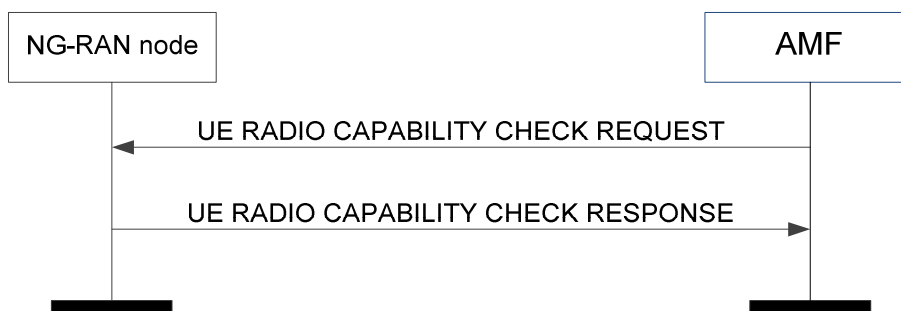 NG-RAN node
AMF
UE RADIO CAPABILITY CHECK REQUEST
UE RADIO CAPABILITY CHECK RESPONSE